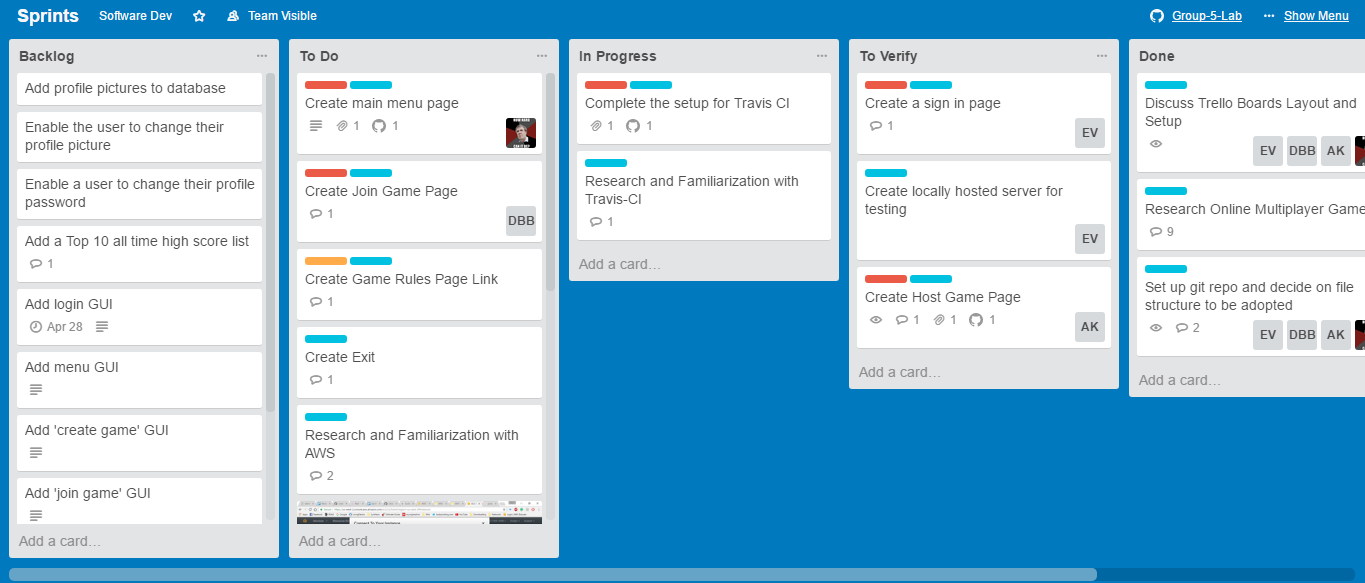 Sprints Software Dev Team Visible Group-5-Lab Show Menu
Backlog
Add profile pictures to database
Enable the user to change their
profile picture
Enable a user to change their profile
password
Add a Top 10 all time high score list
1
Add login GUI
Apr 28
Add menu GUI
Add 'create game' GUI
Add 'join game' GUI
Add a card…
To Do
Create main menu page
1 1
Create Join Game Page
1
DBB
Create Game Rules Page Link
1
Create Exit
1
Research and Familiarization with
AWS
2
Add a card…
In Progress
Complete the setup for Travis CI
1 1
Research and Familiarization with
Travis-CI
1
Add a card…
To Verify
Create a sign in page
1
EV
Create locally hosted server for
testing
EV
Create Host Game Page
1 1 1
AK
Add a card…
Done
Discuss Trello Boards Layout and
Setup
EV DBB AK
Research Online Multiplayer Game
9
Set up git repo and decide on file
structure to be adopted
2
EV DBB AK
Add a card…